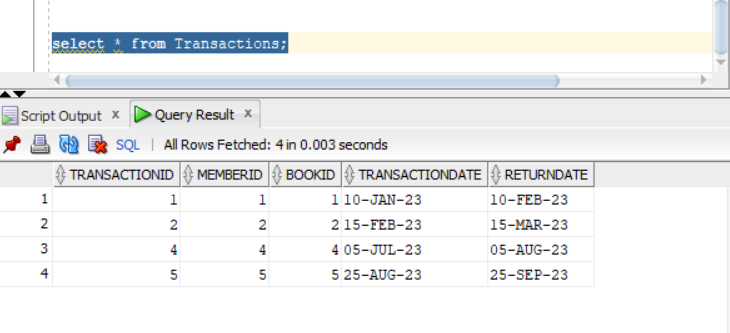 select * from Transactions;
Script Output x Query Result x
SQL | All Rows Fetched: 4 in 0.003 seconds
TRANSACTIONID MEMBERID BOOKID TRANSACTIONDATE RETURNDATE
1 1 1 1 10-JAN-23 10-FEB-23
2 2 2 2 15-FEB-23 15-MAR-23
3 4 4 4 05-JUL-23 05-AUG-23
4 5 5 5 25-AUG-23 25-SEP-23